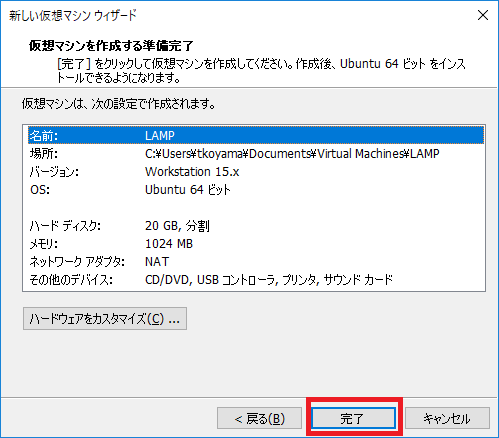 新しい仮想マシン ウィザード
仮想マシンを作成する準備完了
[完了] をクリックして仮想マシンを作成してください。作成後、Ubuntu 64 ビット をインス
トールできるようになります。
仮想マシンは、次の設定で作成されます。
名前: LAMP
場所: C:¥Users¥tkoyama¥Documents¥Virtual Machines¥LAMP
バージョン: Workstation 15.x
OS: Ubuntu 64 ビット
ハード ディスク: 20 GB, 分割
メモリ: 1024 MB
ネットワーク アダプタ: NAT
その他のデバイス: CD/DVD, USB コントローラ, プリンタ, サウンド カード
ハードウェアをカスタマイズ(C) ...
< 戻る(B) 完了 キャンセル